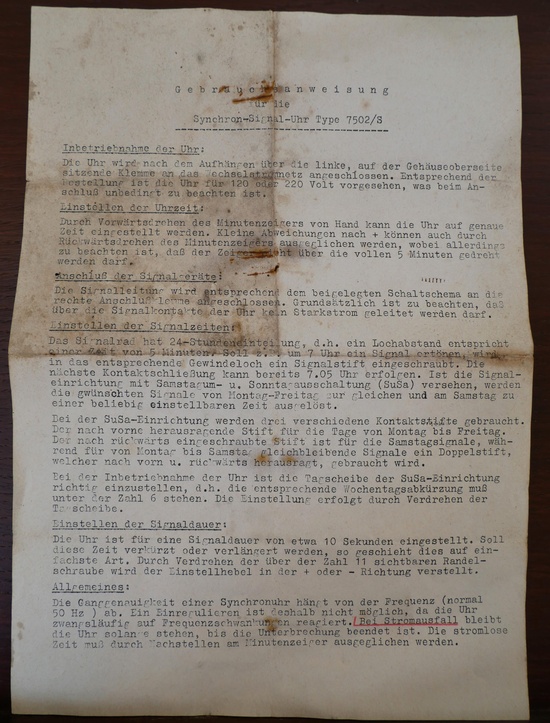 Gebrauchsanweisung
für die
Synchron-Signal-Uhr Type 7502/S
Inbetriebnahme der Uhr:
Die Uhr wird nach dem Aufhängen über die linke, auf der Gehäuseoberseite
sitzende Klemme an das Wechselstromnetz angeschlossen. Entsprechend der
Bestellung ist die Uhr für 120 oder 220 Volt vorgesehen, was beim An-
schluß unbedingt zu beachten ist.
Einstellen der Uhrzeit:
Durch Vorwärtsdrehen des Minutenzeigers von Hand kann die Uhr auf genaue
Zeit eingestellt werden. Kleine Abweichungen nach + können auch durch
Rückwärtsdrehen des Minutenzeigers ausgeglichen werden, wobei allerdings
zu beachten ist, daß der Zeiger nicht über die vollen 5 Minuten gedreht
werden darf.
Anschluß der Signalgeräte:
Die Signalleitung wird entsprechend dem beigelegten Schaltschema an die
rechte Anschlußklemme angeschlossen. Grundsätzlich ist zu beachten, daß
über die Signalkontakte der Uhr kein Starkstrom geleitet werden darf.
Einstellen der Signalzeiten:
Das Signalrad hat 24-Stundeneinteilung, d.h. ein Lochabstand entspricht
einer Zeit von 5 Minuten. Soll z.B. um 7 Uhr ein Signal ertönen, wird
in das entsprechende Gewindeloch ein Signalstift eingeschraubt. Die
nächste Kontaktschließung kann bereits 7.05 Uhr erfolgen. Ist die Signal-
einrichtung mit Samstagum- u. Sonntagausschaltung (SuSa) versehen, werden
die gwünschten Signale von Montag-Freitag zur gleichen und am Samstag zu
einer beliebig einstellbaren Zeit ausgelöst.
Bei der SuSa-Einrichtung werden drei verschiedene Kontaktstifte gebraucht.
Der nach vorne herausragende Stift für die Tage von Montag bis Freitag.
Der nach rückwärts eingeschraubte Stift ist für die Samstagsignale, wäh-
rend für von Montag bis Samstag gleichbleibende Signale ein Doppelstift,
welcher nach vorn u. rückwärts herausragt, gebraucht wird.
Bei der Inbetriebnahme der Uhr ist die Tagscheibe der SuSa-Einrichtung
richtig einzustellen, d.h. die entsprechende Wochentagsabkürzung muß
unter der Zahl 6 stehen. Die Einstellung erfolgt durch Verdrehen der
Tagscheibe.
Einstellen der Signaldauer:
Die Uhr ist für eine Signaldauer von etwa 10 Sekunden eingestellt. Soll
diese Zeit verkürzt oder verlängert werden, so geschieht dies auf ein-
fachste Art. Durch Verdrehen der über der Zahl 11 sichtbaren Randel-
schraube wird der Einstellhebel in der + oder - Richtung verstellt.
Allgemeines:
Die Ganggenauigkeit einer Synchronuhr hängt von der Frequenz (normal
50 Hz ) ab. Ein Einregulieren ist deshalb nicht möglich, da die Uhr
zwangsläufig auf Frequenzschwankungen reagiert. Bei Stromausfall bleibt
die Uhr solange stehen, bis die Unterbrechung beendet ist. Die stromlose
Zeit muß durch Nachstellen am Minutenzeiger ausgeglichen werden.